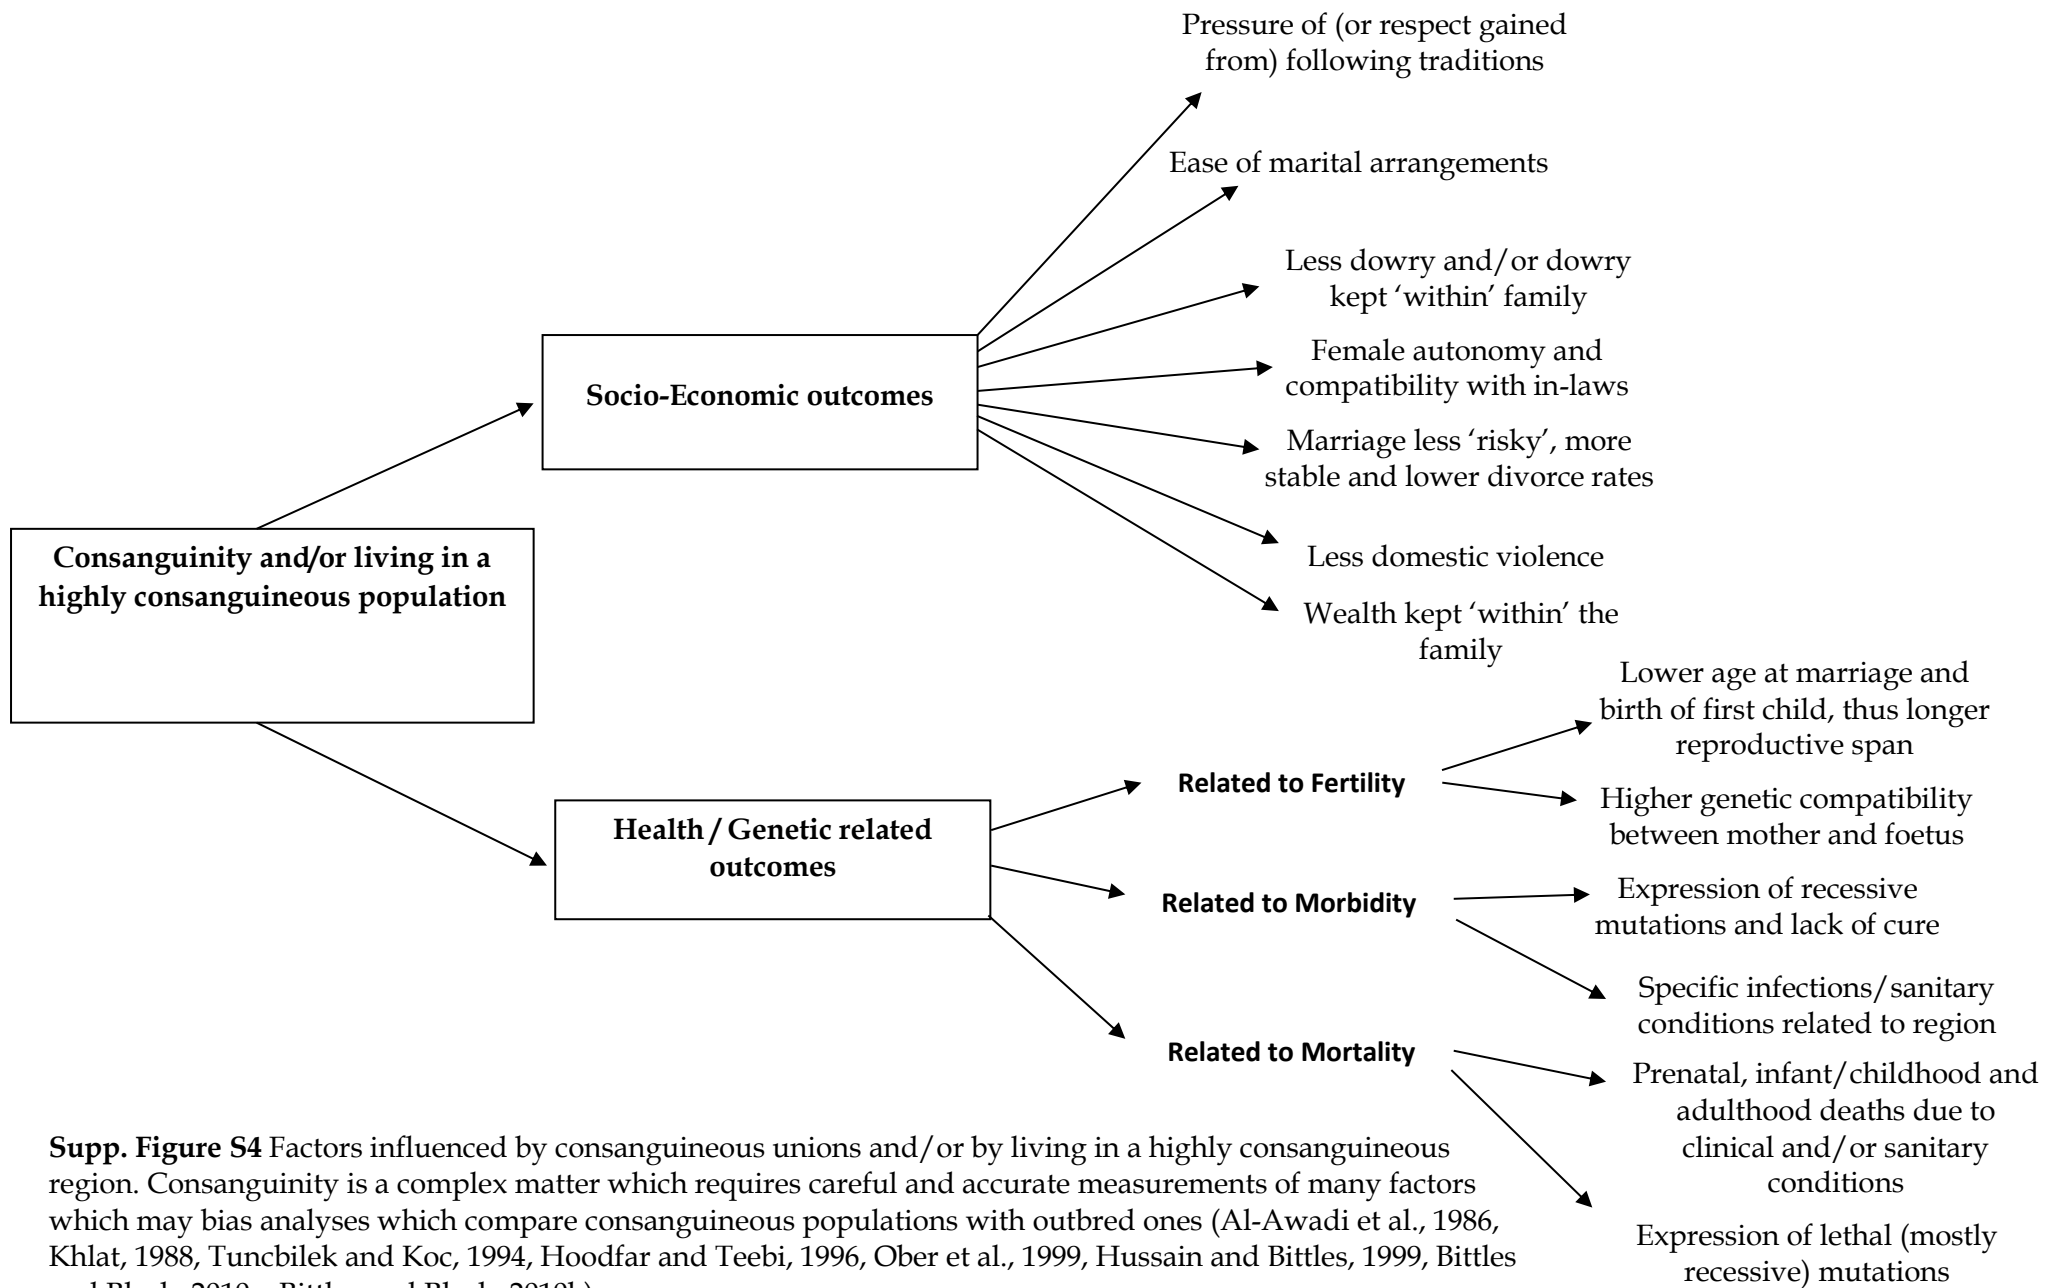 Pressure of (or respect gained
from) following traditions
Ease of marital arrangements
Less dowry and/or dowry
kept ‘within’ family
Female autonomy and
compatibility with in-laws
Socio-Economic outcomes
Marriage less ‘risky’, more
stable and lower divorce rates
Less domestic violence
Wealth kept ‘within’ the
family
Consanguinity and/or living in a
highly consanguineous population
Health / Genetic related
outcomes
Related to Fertility
Lower age at marriage and
birth of first child, thus longer
reproductive span
Higher genetic compatibility
between mother and foetus
Related to Morbidity
Expression of recessive
mutations and lack of cure
Specific infections/sanitary
conditions related to region
Related to Mortality
Prenatal, infant/childhood and
adulthood deaths due to
clinical and/or sanitary
conditions
Expression of lethal (mostly
recessive) mutations
Supp. Figure S4 Factors influenced by consanguineous unions and/or by living in a highly consanguineous
region. Consanguinity is a complex matter which requires careful and accurate measurements of many factors
which may bias analyses which compare consanguineous populations with outbred ones (Al-Awadi et al., 1986,
Khlat, 1988, Tuncbilek and Koc, 1994, Hoodfar and Teebi, 1996, Ober et al., 1999, Hussain and Bittles, 1999, Bittles